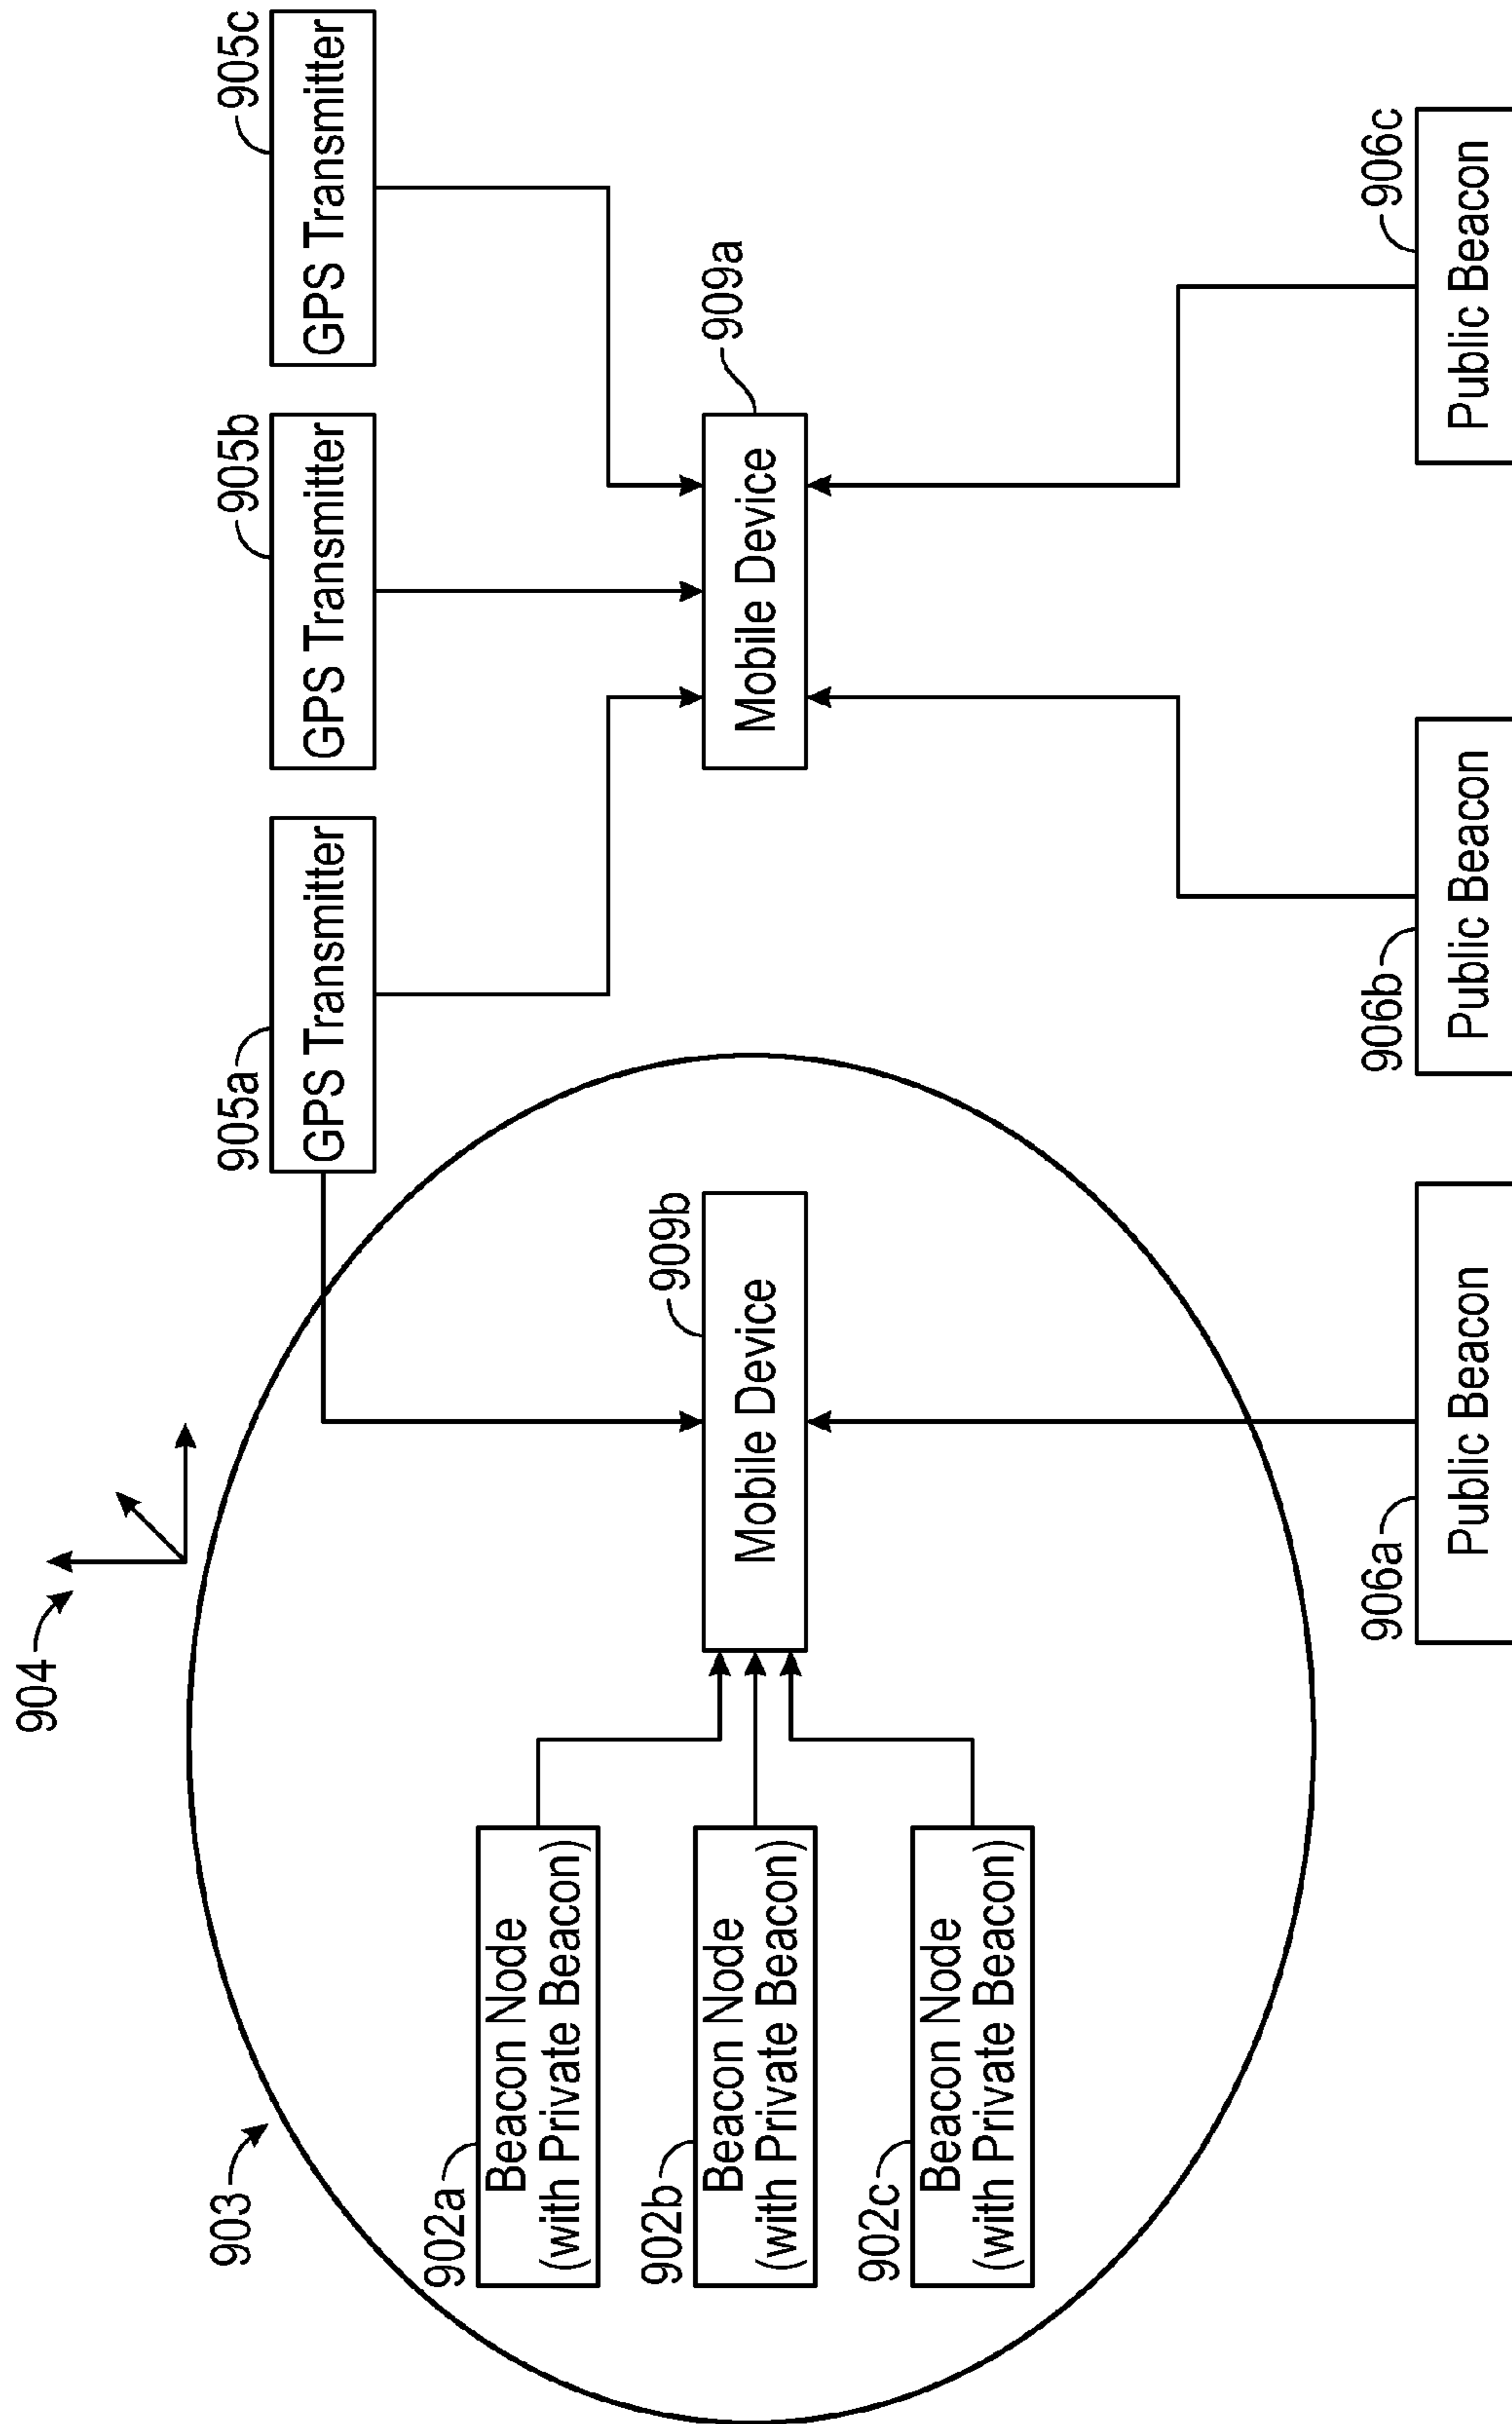 904
903
905a
GPS Transmitter
905b
GPS Transmitter
905c
GPS Transmitter
902a
Beacon Node
(with Private Beacon)
902b
Beacon Node
(with Private Beacon)
902c
Beacon Node
(with Private Beacon)
909b
Mobile Device
909a
Mobile Device
906a
Public Beacon
906b
Public Beacon
906c
Public Beacon